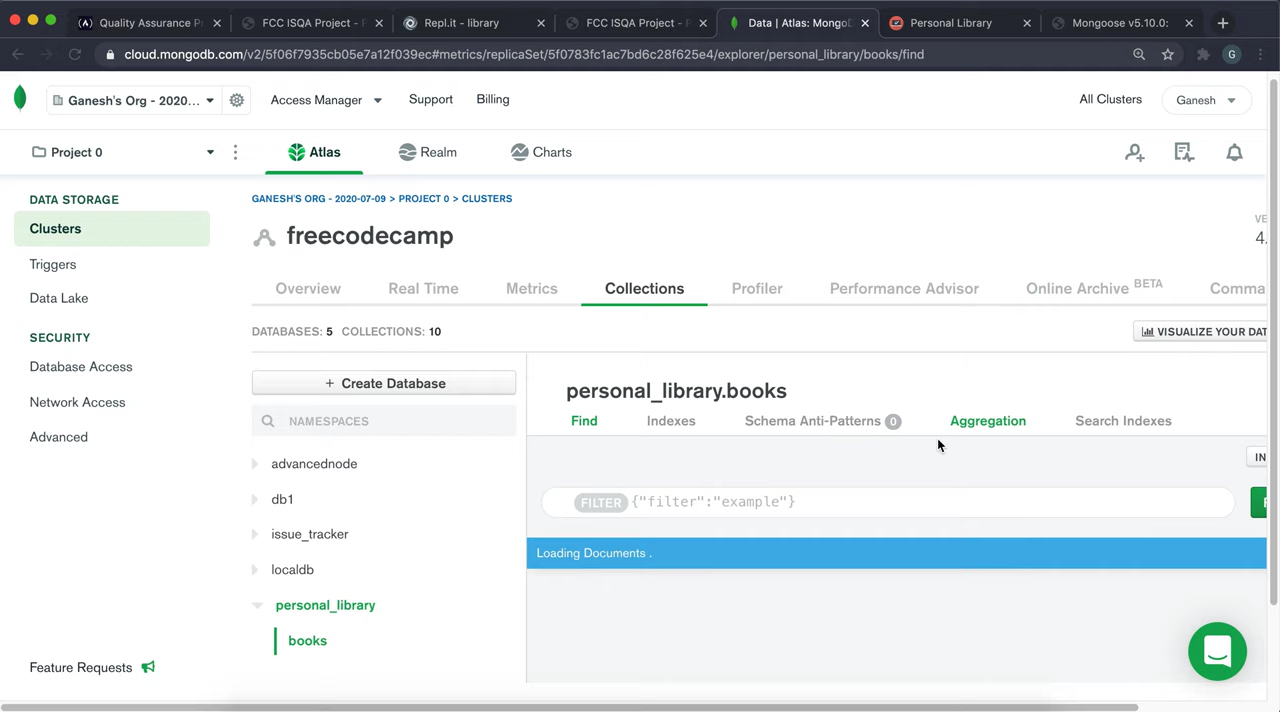 Quality Assurance P
FCC ISQA Project -
Repl.it - library
FCC ISQA Project - P
Data | Atlas: MongoD
Personal Library
Mongoose v5.10.0:
cloud.mongodb.com/v2/5f06f7935cb05e7a12f039ec#metrics/replicaSet/5f0783fc1ac7bd6c28f625e4/explorer/personal_library/books/find
G
Ganesh's Org - 2020...
Access Manager
Support
Billing
All Clusters
Ganesh
Project 0
Atlas
Realm
Charts
DATA STORAGE
Clusters
Triggers
Data Lake
SECURITY
Database Access
Network Access
Advanced
Feature Requests
GANESH'S ORG - 2020-07-09 > PROJECT 0 > CLUSTERS
freecodecamp
VE
4.
Overview
Real Time
Metrics
Collections
Profiler
Performance Advisor
Online Archive BETA
Comma
DATABASES: 5 COLLECTIONS: 10
VISUALIZE YOUR DAT
+ Create Database
NAMESPACES
advancednode
db1
issue_tracker
localdb
personal_library
books
personal_library.books
Find
Indexes
Schema Anti-Patterns 0
Aggregation
Search Indexes
IN
FILTER {"filter":"example"}
F
Loading Documents .